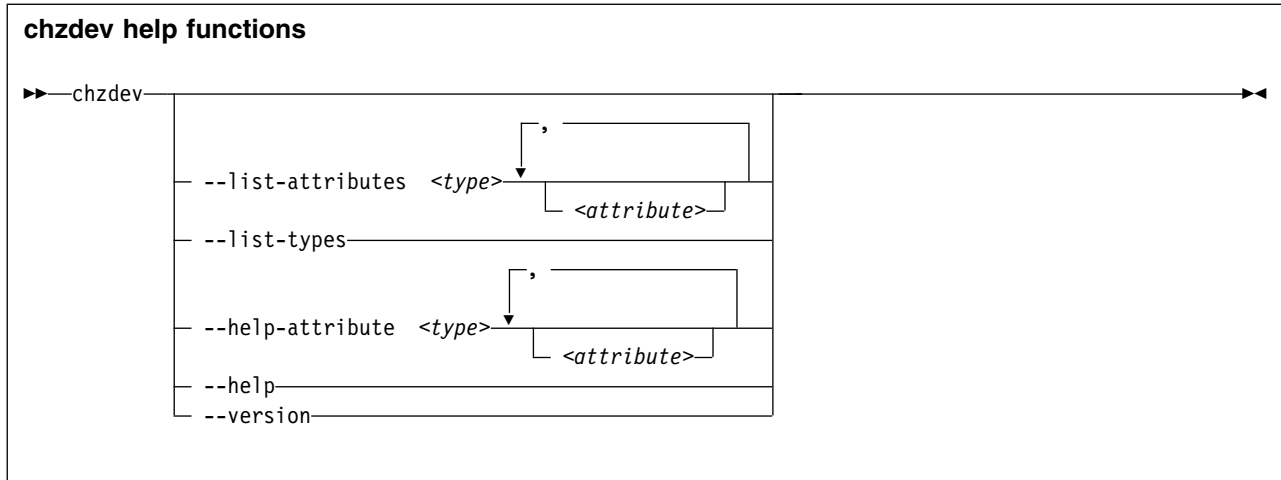 chzdev help functions
chzdev
,
--list-attributes <type>
<attribute>
--list-types
,
--help-attribute <type>
<attribute>
--help
--version